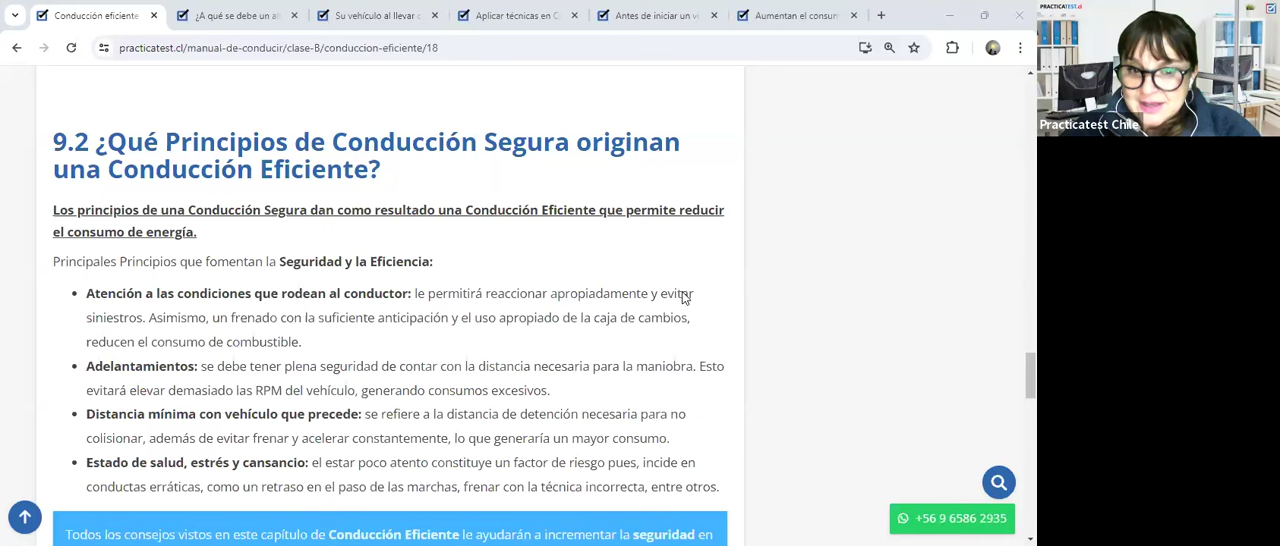 Conducción eficiente
¿A qué se debe un af
Su vehículo al llevar c
Aplicar técnicas en C
Antes de iniciar un vi
Aumentan el consum
practicatest.cl/manual-de-conducir/clase-B/conduccion-eficiente/18
PRACTICATEST.cl
Practicatest Chile
9.2 ¿Qué Principios de Conducción Segura originan
una Conducción Eficiente?
Los principios de una Conducción Segura dan como resultado una Conducción Eficiente que permite reducir
el consumo de energía.
Principales Principios que fomentan la Seguridad y la Eficiencia:
• Atención a las condiciones que rodean al conductor: le permitirá reaccionar apropiadamente y evitar
siniestros. Asimismo, un frenado con la suficiente anticipación y el uso apropiado de la caja de cambios,
reducen el consumo de combustible.
• Adelantamientos: se debe tener plena seguridad de contar con la distancia necesaria para la maniobra. Esto
evitará elevar demasiado las RPM del vehículo, generando consumos excesivos.
• Distancia mínima con vehículo que precede: se refiere a la distancia de detención necesaria para no
colisionar, además de evitar frenar y acelerar constantemente, lo que generaría un mayor consumo.
• Estado de salud, estrés y cansancio: el estar poco atento constituye un factor de riesgo pues, incide en
conductas erráticas, como un retraso en el paso de las marchas, frenar con la técnica incorrecta, entre otros.
+56 9 6586 2935
Todos los consejos vistos en este capítulo de Conducción Eficiente le ayudarán a incrementar la seguridad en